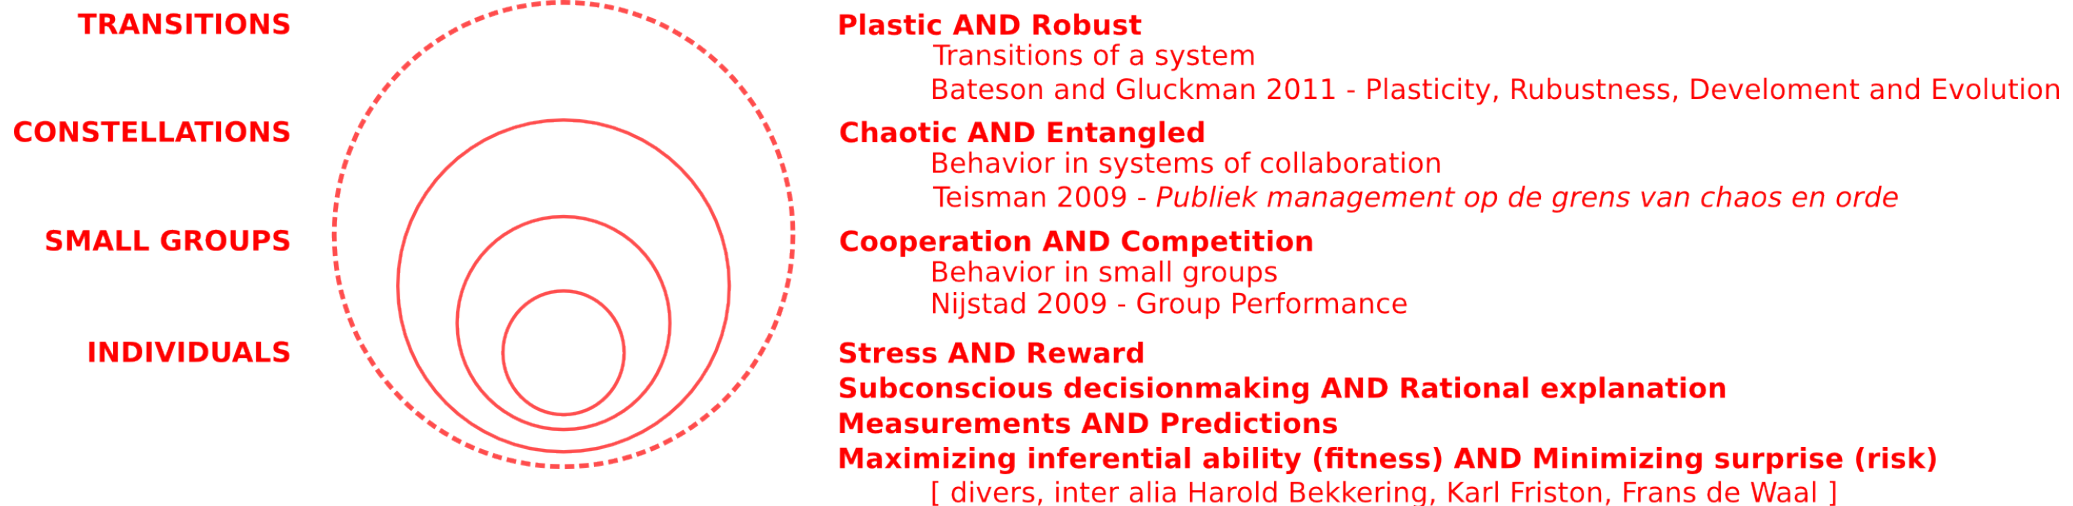 TRANSITIONS
Plastic AND Robust
Transitions of a system
Bateson and Gluckman 2011 - Plasticity, Rubustness, Develoment and Evolution
CONSTELLATIONS
Chaotic AND Entangled
Behavior in systems of collaboration
Teisman 2009 - Publiek management op de grens van chaos en orde
SMALL GROUPS
Cooperation AND Competition
Behavior in small groups
Nijstad 2009 - Group Performance
INDIVIDUALS
Stress AND Reward
Subconscious decisionmaking AND Rational explanation
Measurements AND Predictions
Maximizing inferential ability (fitness) AND Minimizing surprise (risk)
[ divers, inter alia Harold Bekkering, Karl Friston, Frans de Waal ]